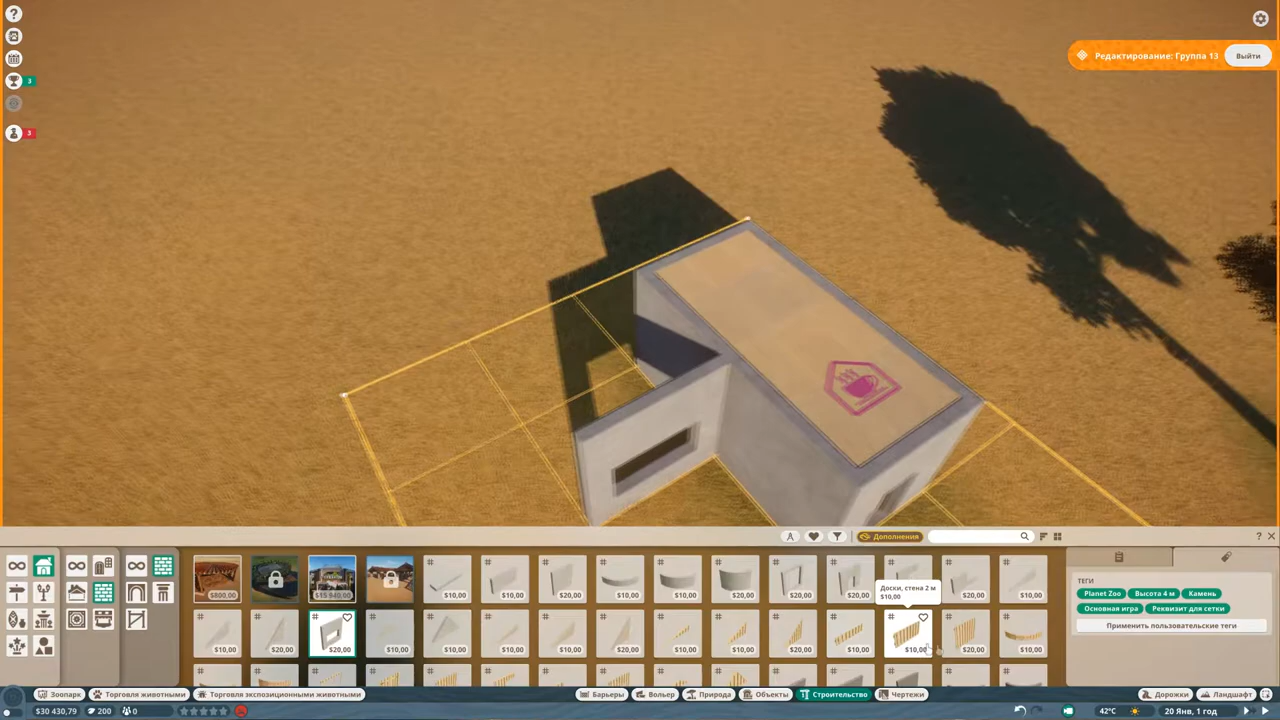 ?
3
3
Редактирование: Группа 13
Выйти
Дополнения
?
$800,00
$15 940,00
$10,00
$10,00
$20,00
$10,00
$10,00
$20,00
$20,00
$10,00
$20,00
$10,00
Доски, стена 2 м
$10,00
$10,00
$20,00
$20,00
$10,00
$10,00
$20,00
$10,00
$20,00
$10,00
$10,00
$20,00
$10,00
$10,00
$20,00
$10,00
ТЕГИ
Planet Zoo
Высота 4 м
Камень
Основная игра
Реквизит для сетки
Применить пользовательские теги
Зоопарк
Торговля животными
Торговля экспозиционными животными
Барьеры
Вольер
Природа
Объекты
Строительство
Чертежи
Дорожки
Ландшафт
$30 430,79
200
0
42°C
20 Янв, 1 год